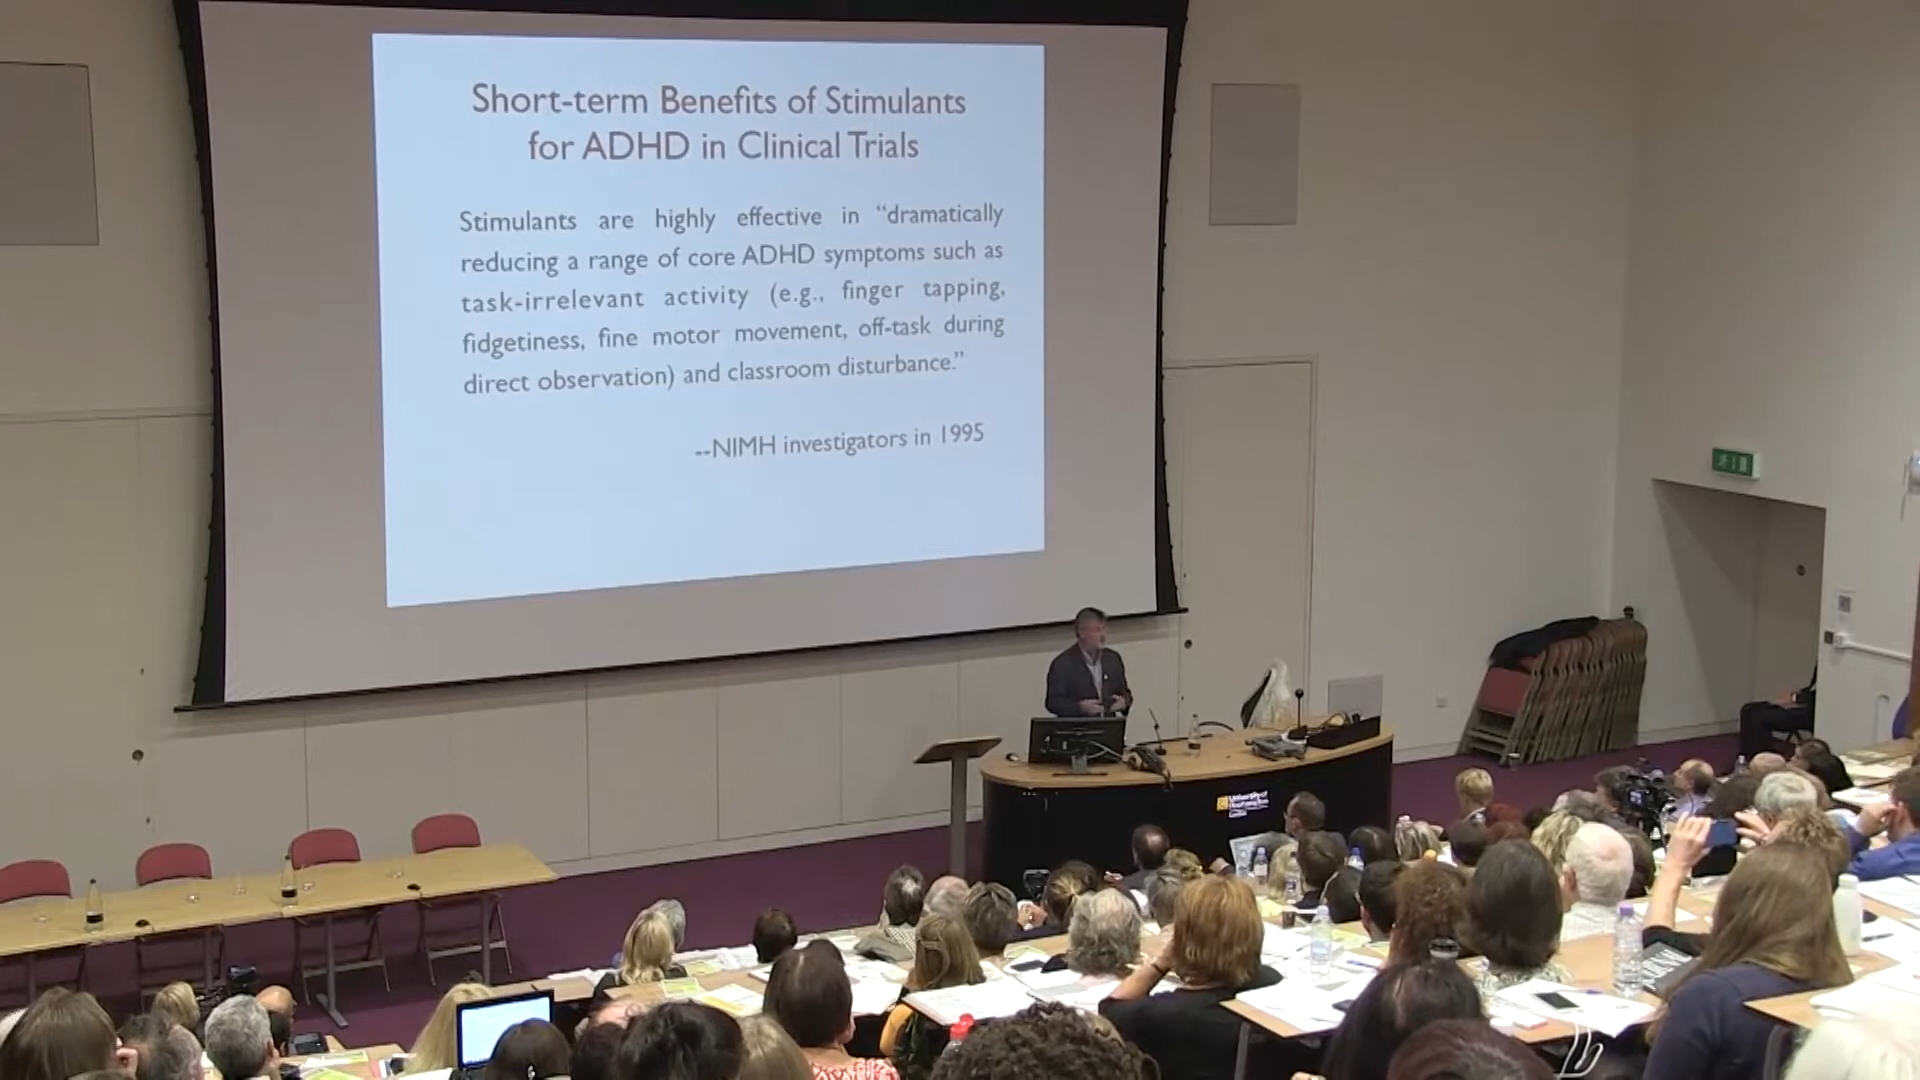 Short-term Benefits of Stimulants
for ADHD in Clinical Trials
Stimulants are highly effective in “dramatically
reducing a range of core ADHD symptoms such as
task-irrelevant activity (e.g., finger tapping,
fidgetiness, fine motor movement, off-task during
direct observation) and classroom disturbance.”
--NIMH investigators in 1995
University of